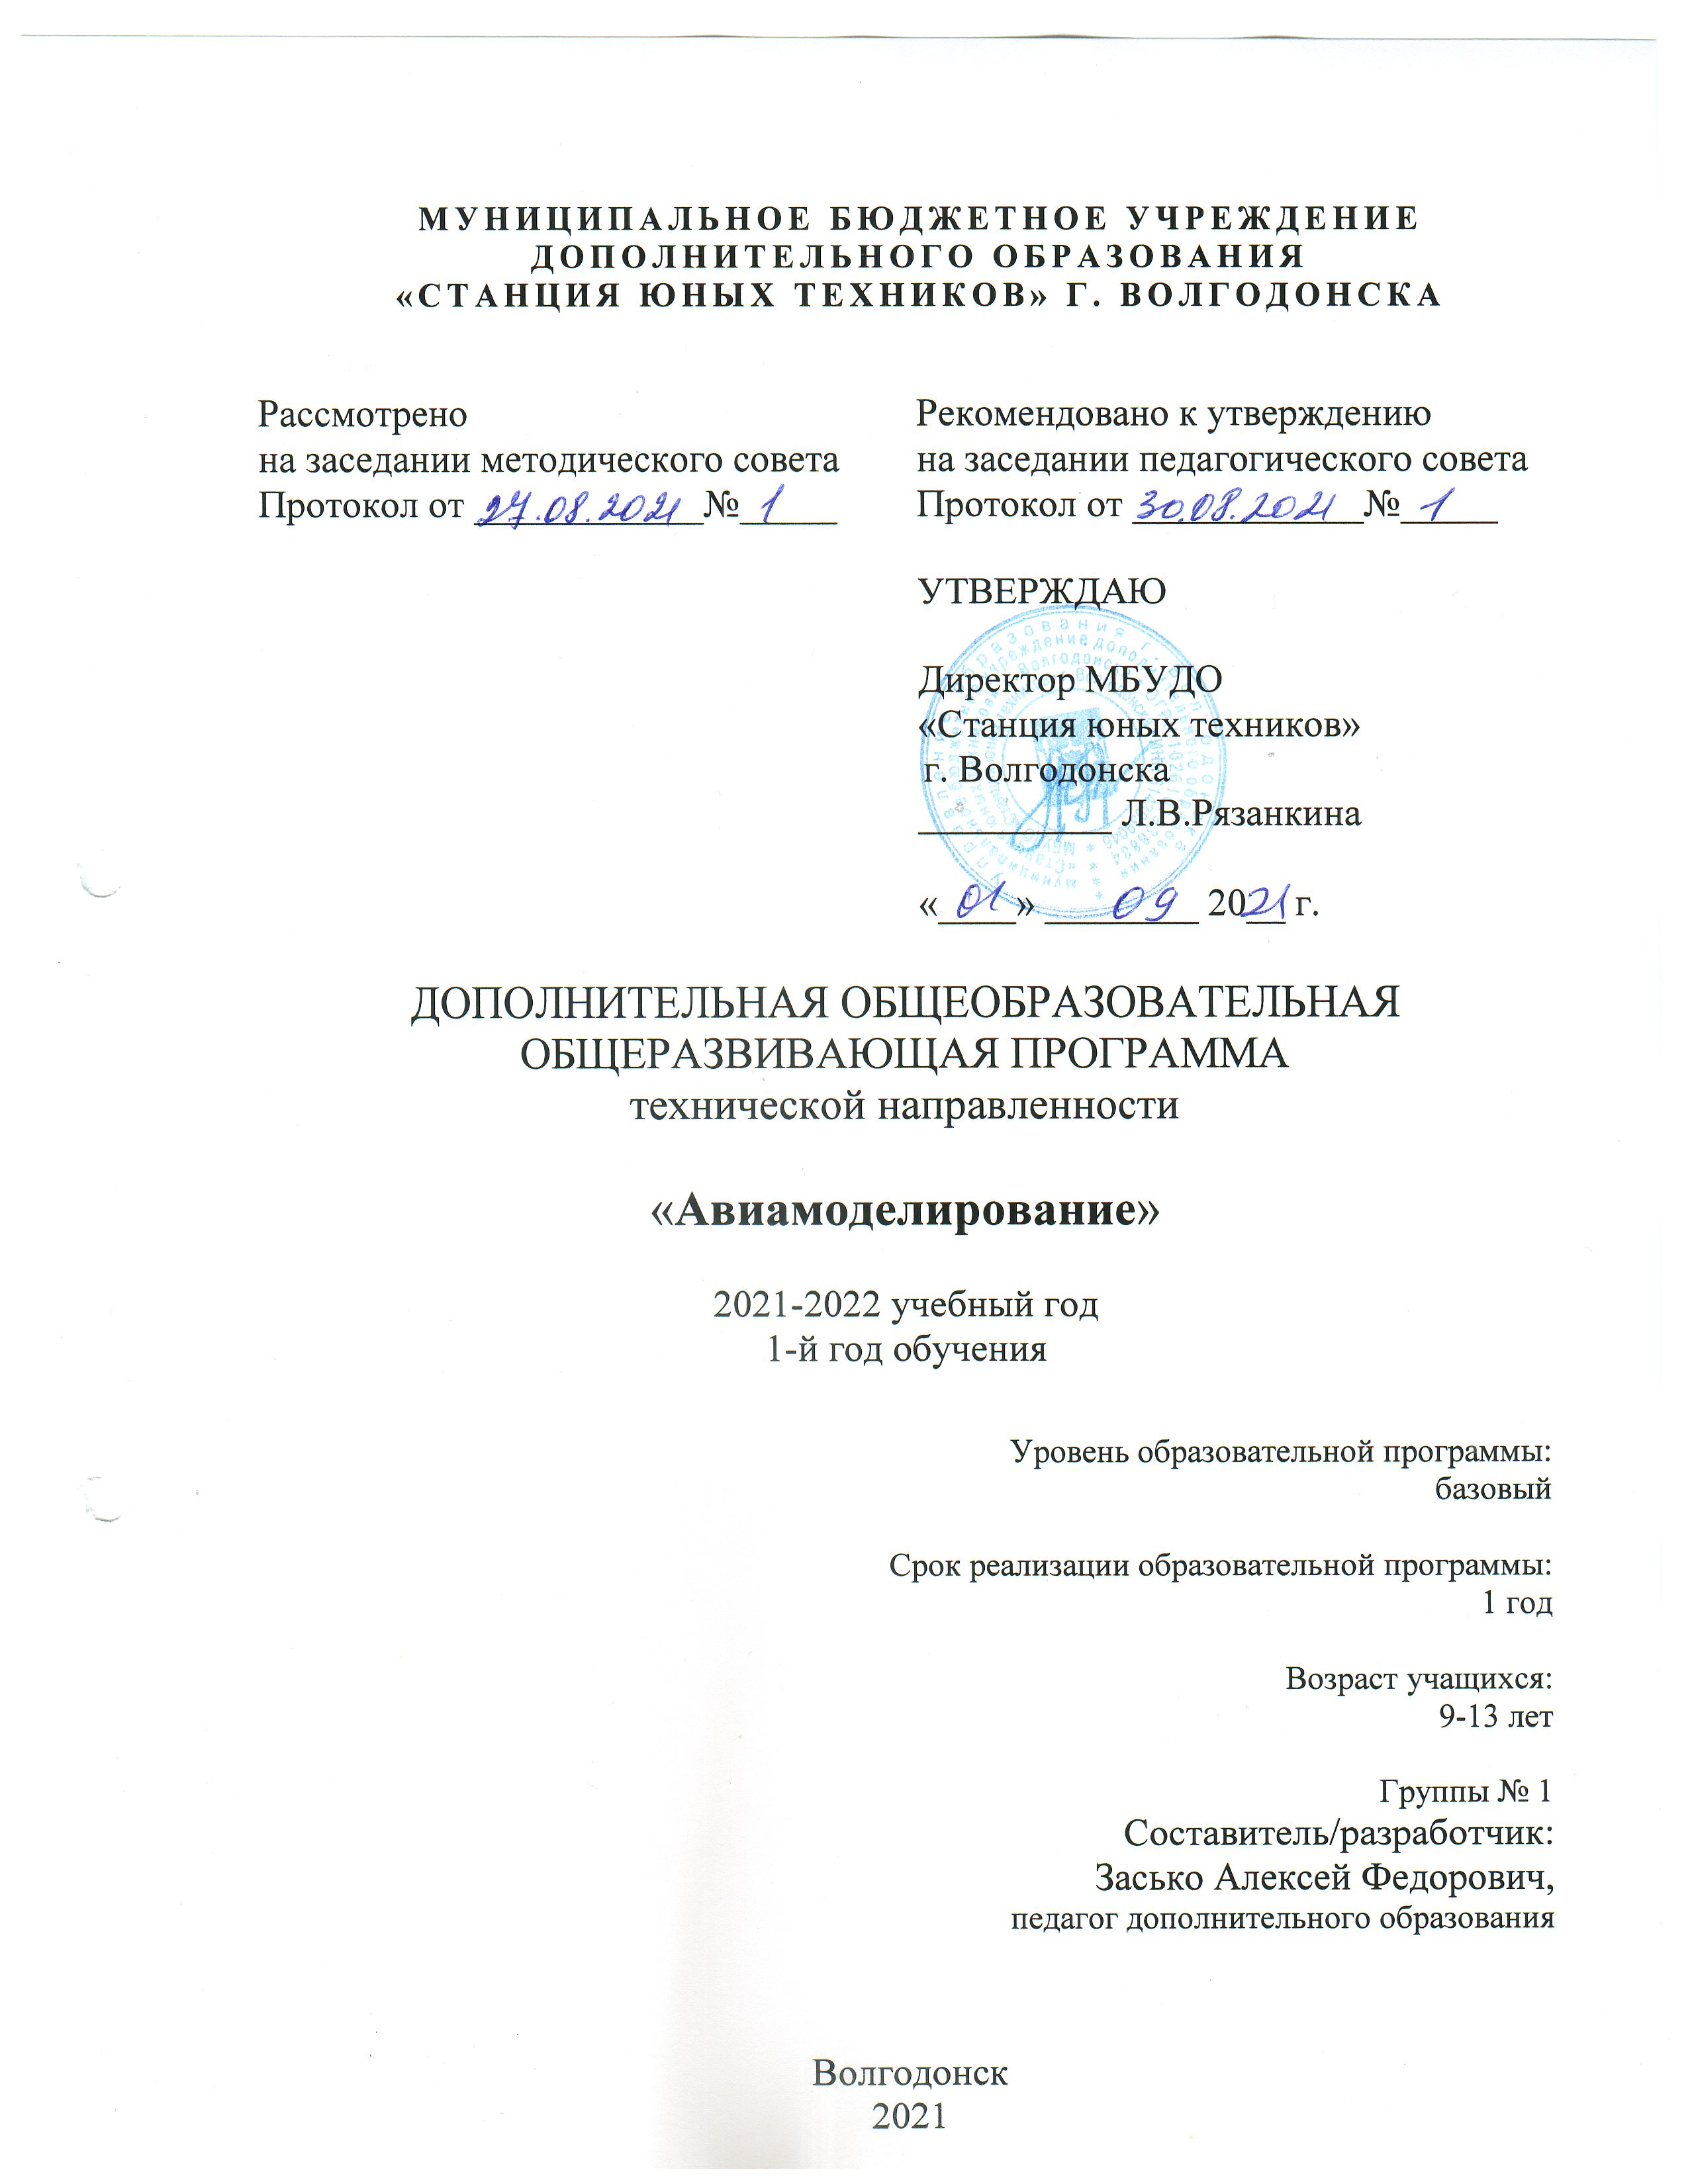 МУНИЦИПАЛЬНОЕ БЮДЖЕТНОЕ УЧРЕЖДЕНИЕ
ДОПОЛНИТЕЛЬНОГО ОБРАЗОВАНИЯ
«СТАНЦИЯ ЮНЫХ ТЕХНИКОВ» Г. ВОЛГОДОНСКА
Рассмотрено
на заседании методического совета
Протокол от 27.08.2021 № 1
Рекомендовано к утверждению
на заседании педагогического совета
Протокол от 30.08.2021 № 1
УТВЕРЖДАЮ
Директор МБУДО
«Станция юных техников»
г. Волгодонска
__________ Л.В.Рязанкина
«01» 09 2021 г.
ДОПОЛНИТЕЛЬНАЯ ОБЩЕОБРАЗОВАТЕЛЬНАЯ
ОБЩЕРАЗВИВАЮЩАЯ ПРОГРАММА
технической направленности
«Авиамоделирование»
2021-2022 учебный год
1-й год обучения
Уровень образовательной программы:
базовый
Срок реализации образовательной программы:
1 год
Возраст учащихся:
9-13 лет
Группы № 1
Составитель/разработчик:
Засько Алексей Федорович,
педагог дополнительного образования
Волгодонск
2021